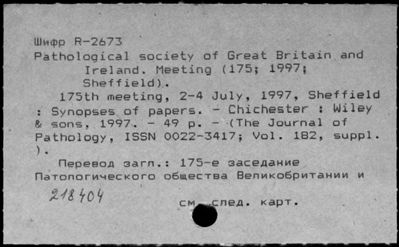 Шифр R-2673
Pathological society of Great Britain and
Ireland. Meeting (175; 1997;
Sheffield).
175th meeting, 2-4 July, 1997, Sheffield
: Synopses of papers. - Chichester : Wiley
& sons, 1997. - 49 p. - (The Journal of
Pathology, ISSN 0022-3417; Vol. 182, suppl.
).
Перевод загл.: 175-е заседание
Патологического общества Великобритании и
218404
см. след. карт.